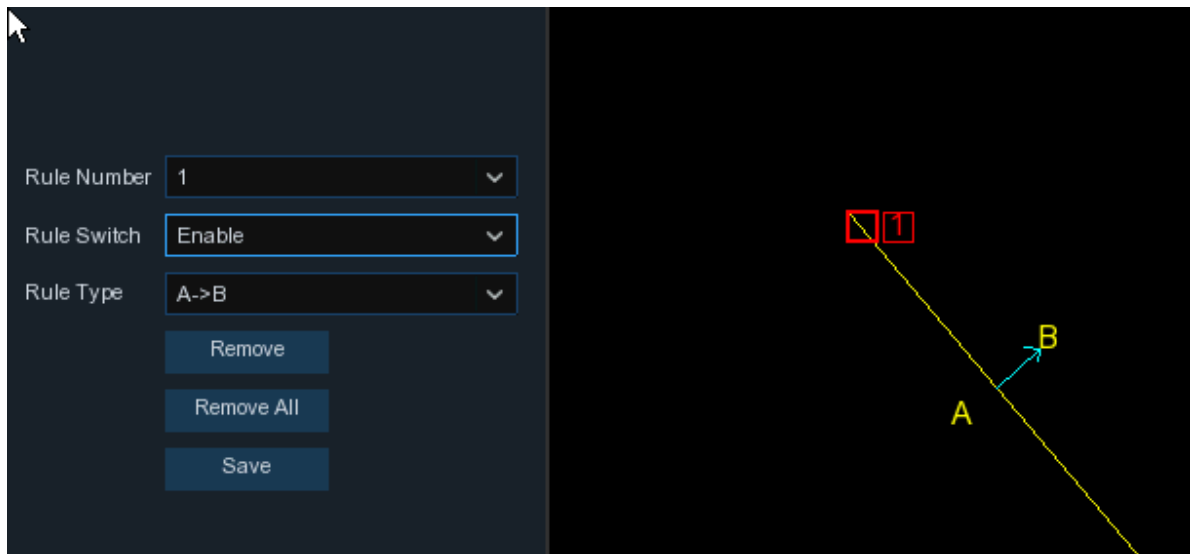 Rule Number 1
Rule Switch Enable
Rule Type A->B
Remove
Remove All
Save
1
B
A